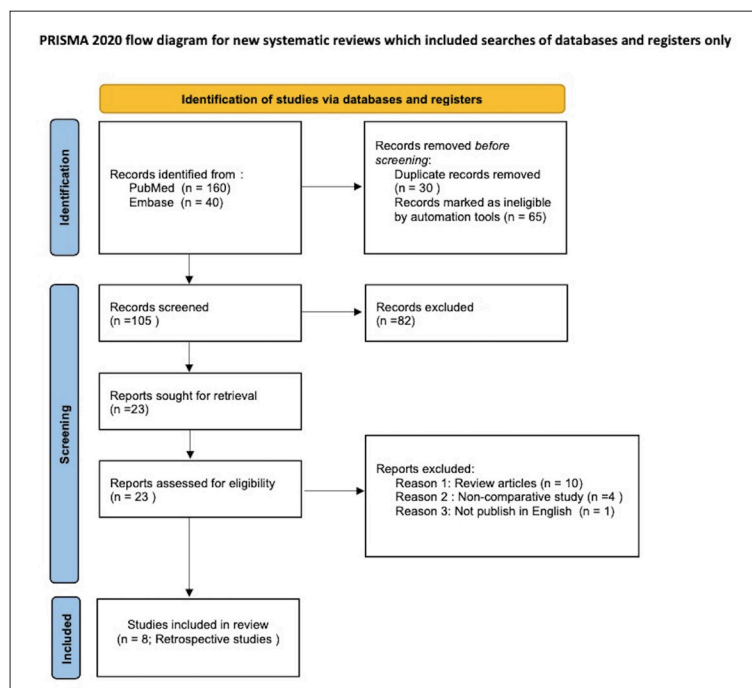 PRISMA 2020 flow diagram for new systematic reviews which included searches of databases and registers only
Identification of studies via databases and registers
Identification
Records identified from :
PubMed (n = 160)
Embase (n = 40)
Records removed before
screening:
Duplicate records removed
(n = 30 )
Records marked as ineligible
by automation tools (n = 65)
Screening
Records screened
(n =105 )
Records excluded
(n =82)
Reports sought for retrieval
(n =23)
Reports assessed for eligibility
(n = 23 )
Reports excluded:
Reason 1: Review articles (n = 10)
Reason 2 : Non-comparative study (n =4 )
Reason 3: Not publish in English (n = 1)
Included
Studies included in review
(n = 8; Retrospective studies )